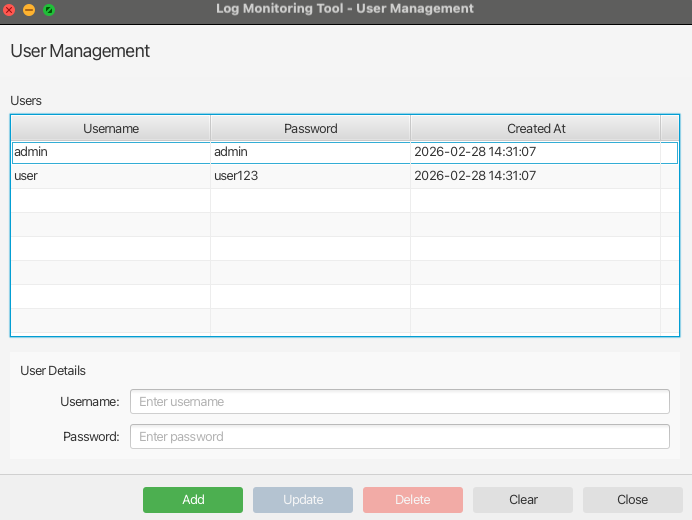 Log Monitoring Tool - User Management
User Management
Users
Username Password Created At
admin admin 2026-02-28 14:31:07
user user123 2026-02-28 14:31:07
User Details
Username: Enter username
Password: Enter password
Add Update Delete Clear Close